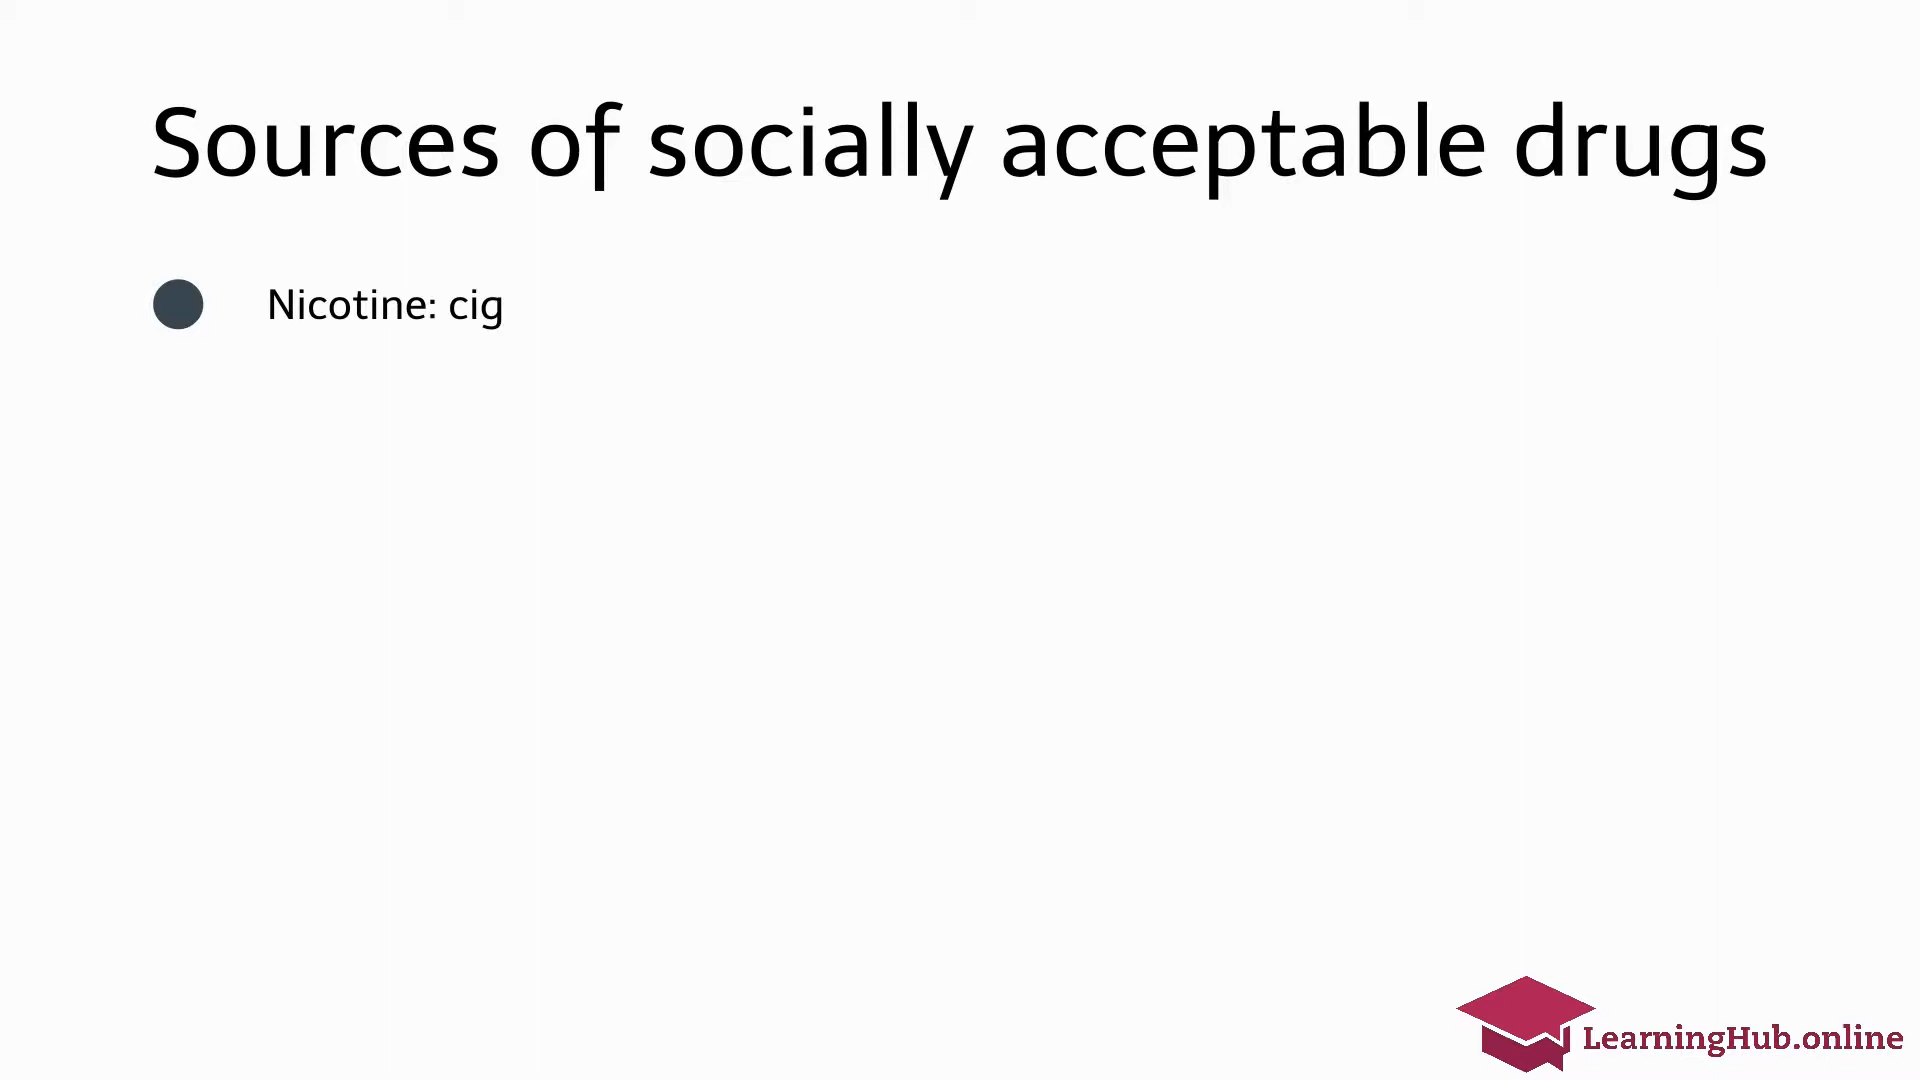 Sources of socially acceptable drugs
Nicotine: cig
LearningHub.online